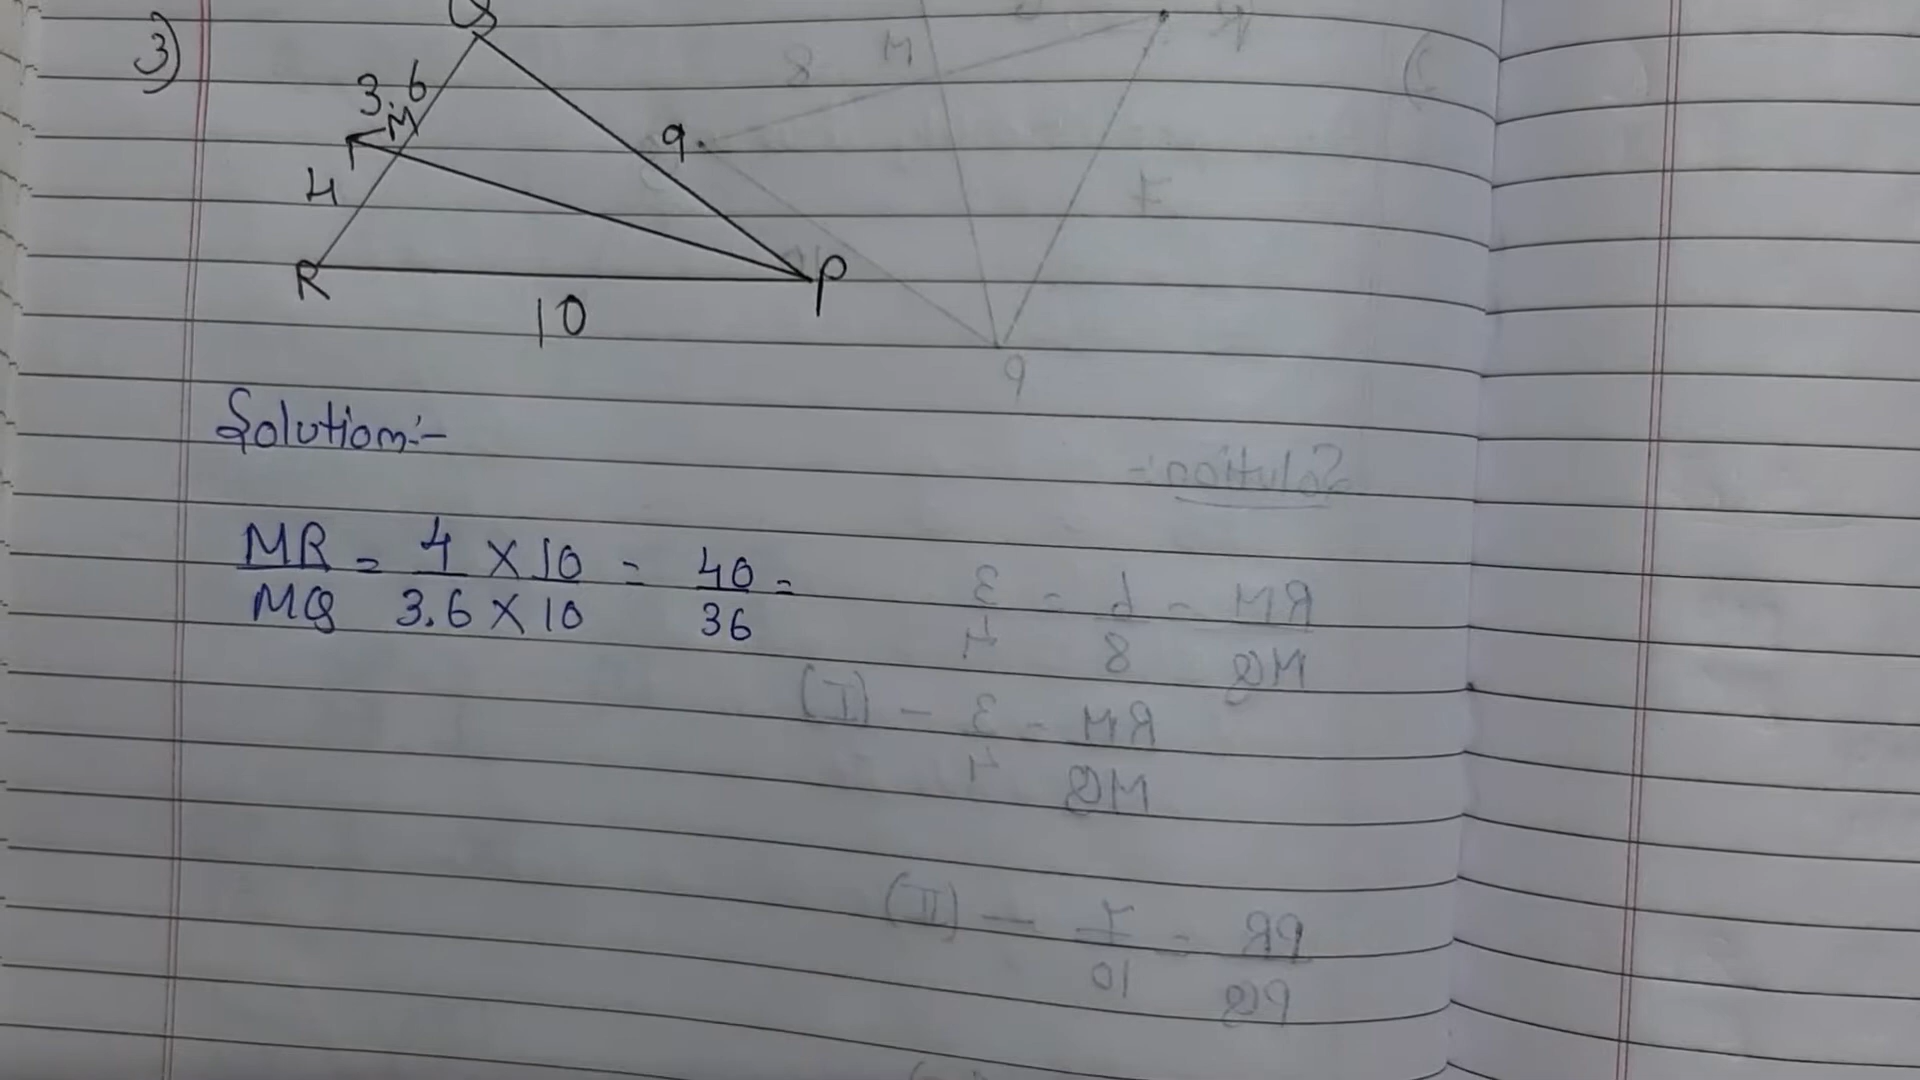 3)
Q
3.6
M
9
4
R
P
10
Solution:-
MR = 4 X 10 = 40 =
MQ 3.6 X 10 36